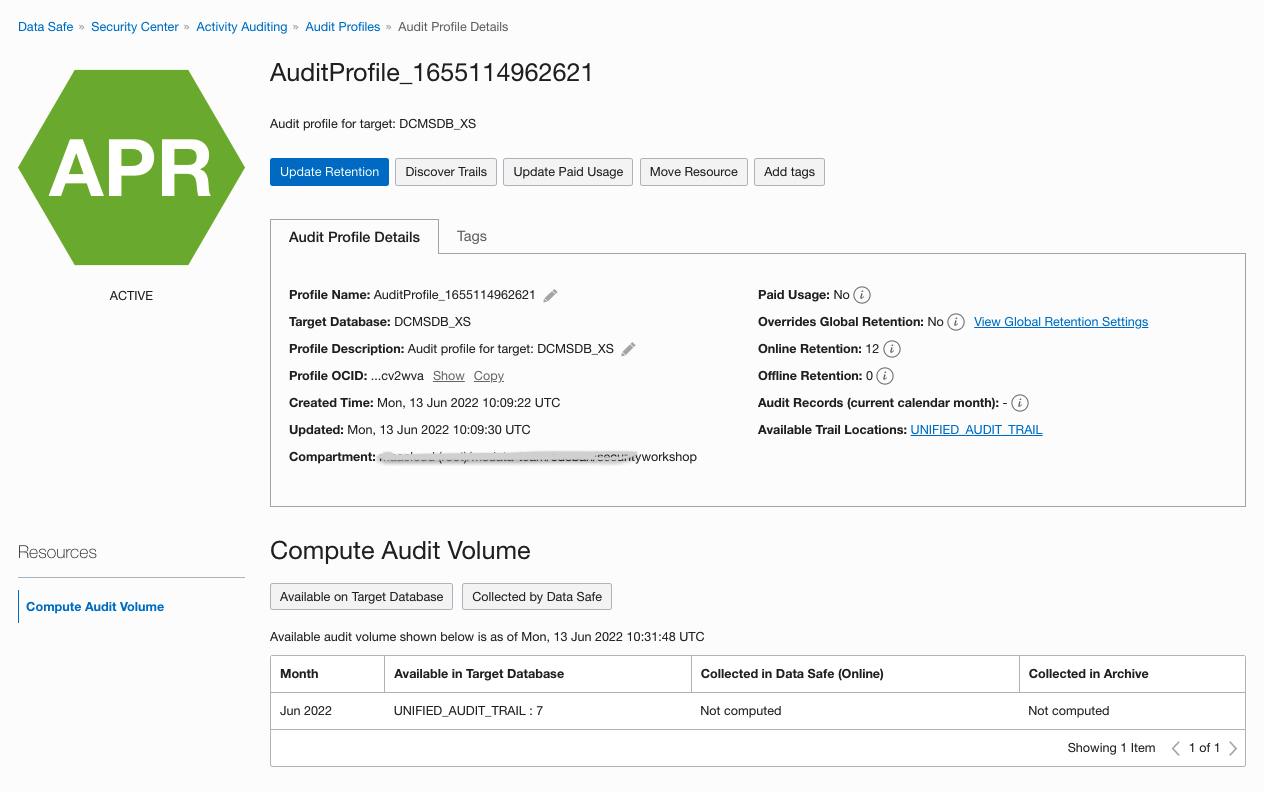 Data Safe » Security Center » Activity Auditing » Audit Profiles » Audit Profile Details
APR
ACTIVE
AuditProfile_1655114962621
Audit profile for target: DCMSDB_XS
Update Retention Discover Trails Update Paid Usage Move Resource Add tags
Audit Profile Details Tags
Profile Name: AuditProfile_1655114962621
Target Database: DCMSDB_XS
Profile Description: Audit profile for target: DCMSDB_XS
Profile OCID: ...cv2wva Show Copy
Created Time: Mon, 13 Jun 2022 10:09:22 UTC
Updated: Mon, 13 Jun 2022 10:09:30 UTC
Compartment: securityworkshop
Paid Usage: No i
Overrides Global Retention: No i View Global Retention Settings
Online Retention: 12 i
Offline Retention: 0 i
Audit Records (current calendar month): - i
Available Trail Locations: UNIFIED_AUDIT_TRAIL
Resources
Compute Audit Volume
Compute Audit Volume
Available on Target Database Collected by Data Safe
Available audit volume shown below is as of Mon, 13 Jun 2022 10:31:48 UTC
Month Available in Target Database Collected in Data Safe (Online) Collected in Archive
Jun 2022 UNIFIED_AUDIT_TRAIL : 7 Not computed Not computed
Showing 1 Item 1 of 1